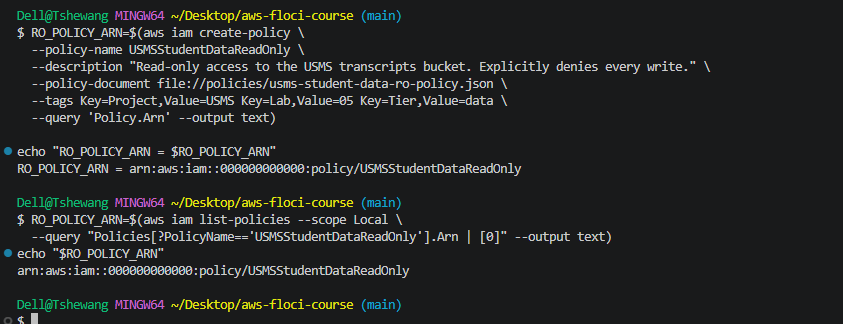 Dell@Tshewang MINGW64 ~/Desktop/aws-floci-course (main)
$ RO_POLICY_ARN=$(aws iam create-policy \
--policy-name USMSStudentDataReadOnly \
--description "Read-only access to the USMS transcripts bucket. Explicitly denies every write." \
--policy-document file://policies/usms-student-data-ro-policy.json \
--tags Key=Project,Value=USMS Key=Lab,Value=05 Key=Tier,Value=data \
--query 'Policy.Arn' --output text)
echo "RO_POLICY_ARN = $RO_POLICY_ARN"
RO_POLICY_ARN = arn:aws:iam::000000000000:policy/USMSStudentDataReadOnly
Dell@Tshewang MINGW64 ~/Desktop/aws-floci-course (main)
$ RO_POLICY_ARN=$(aws iam list-policies --scope Local \
--query "Policies[?PolicyName=='USMSStudentDataReadOnly'].Arn | [0]" --output text)
echo "$RO_POLICY_ARN"
arn:aws:iam::000000000000:policy/USMSStudentDataReadOnly
Dell@Tshewang MINGW64 ~/Desktop/aws-floci-course (main)
$